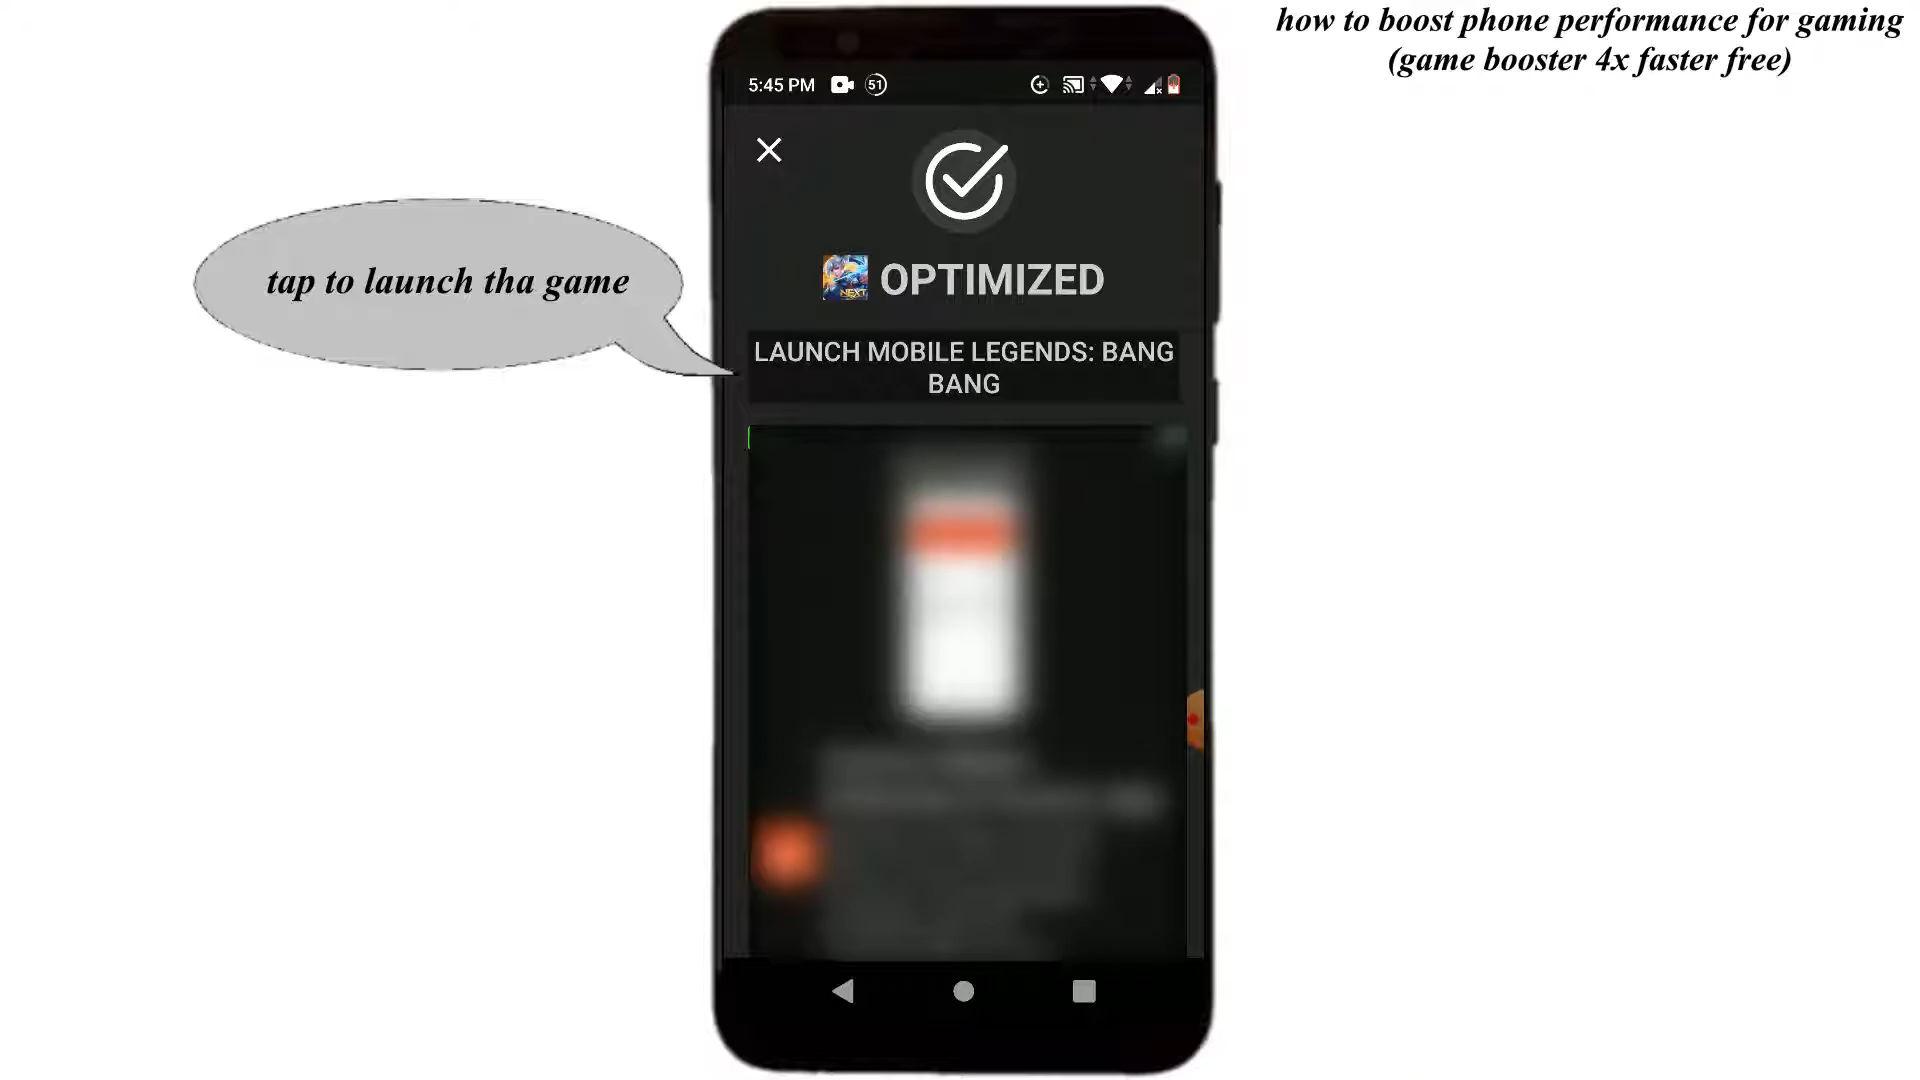 how to boost phone performance for gaming
(game booster 4x faster free)
5:45 PM
51
OPTIMIZED
tap to launch tha game
LAUNCH MOBILE LEGENDS: BANG
BANG
NEXT